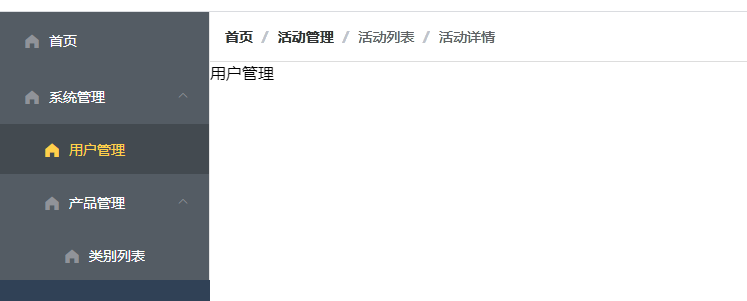 首页
系统管理
用户管理
产品管理
类别列表
首页 / 活动管理 / 活动列表 / 活动详情
用户管理